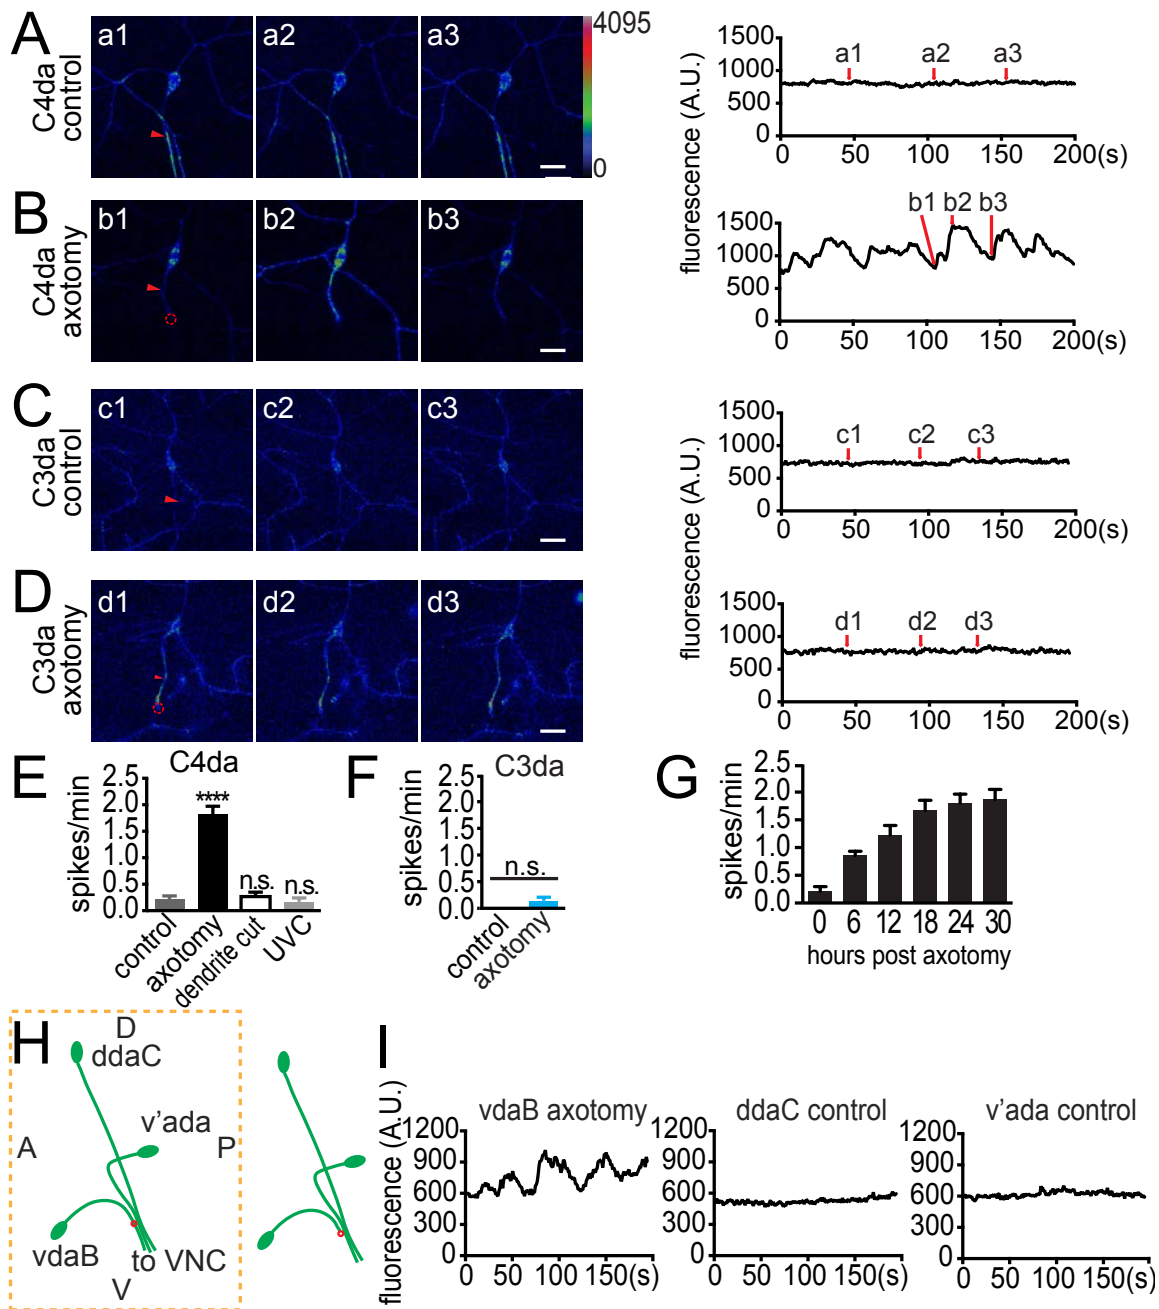 A
C4da
control
a1
a2
a3
4095
0
fluorescence (A.U.)
1500
1000
500
0
a1
a2
a3
0
50
100
150
200(s)
B
C4da
axotomy
b1
b2
b3
1500
1000
500
0
b1
b2
b3
0
50
100
150
200(s)
C
C3da
control
c1
c2
c3
fluorescence (A.U.)
1500
1000
500
0
c1
c2
c3
0
50
100
150
200(s)
D
C3da
axotomy
d1
d2
d3
1500
1000
500
0
d1
d2
d3
0
50
100
150
200(s)
E
C4da
spikes/min
2.5
2.0
1.5
1.0
0.5
0.0
****
n.s.
n.s.
control
axotomy
dendrite cut
UVC
F
C3da
spikes/min
2.5
2.0
1.5
1.0
0.5
0.0
n.s.
control
axotomy
G
spikes/min
2.5
2.0
1.5
1.0
0.5
0.0
0
6
12
18
24
30
hours post axotomy
H
D
ddaC
v'ada
A
P
vdaB
to VNC
V
I
fluorescence (A.U.)
vdaB axotomy
1200
900
600
300
0
0
50
100
150(s)
ddaC control
1200
900
600
300
0
0
50
100
150(s)
v'ada control
1200
900
600
300
0
0
50
100
150(s)